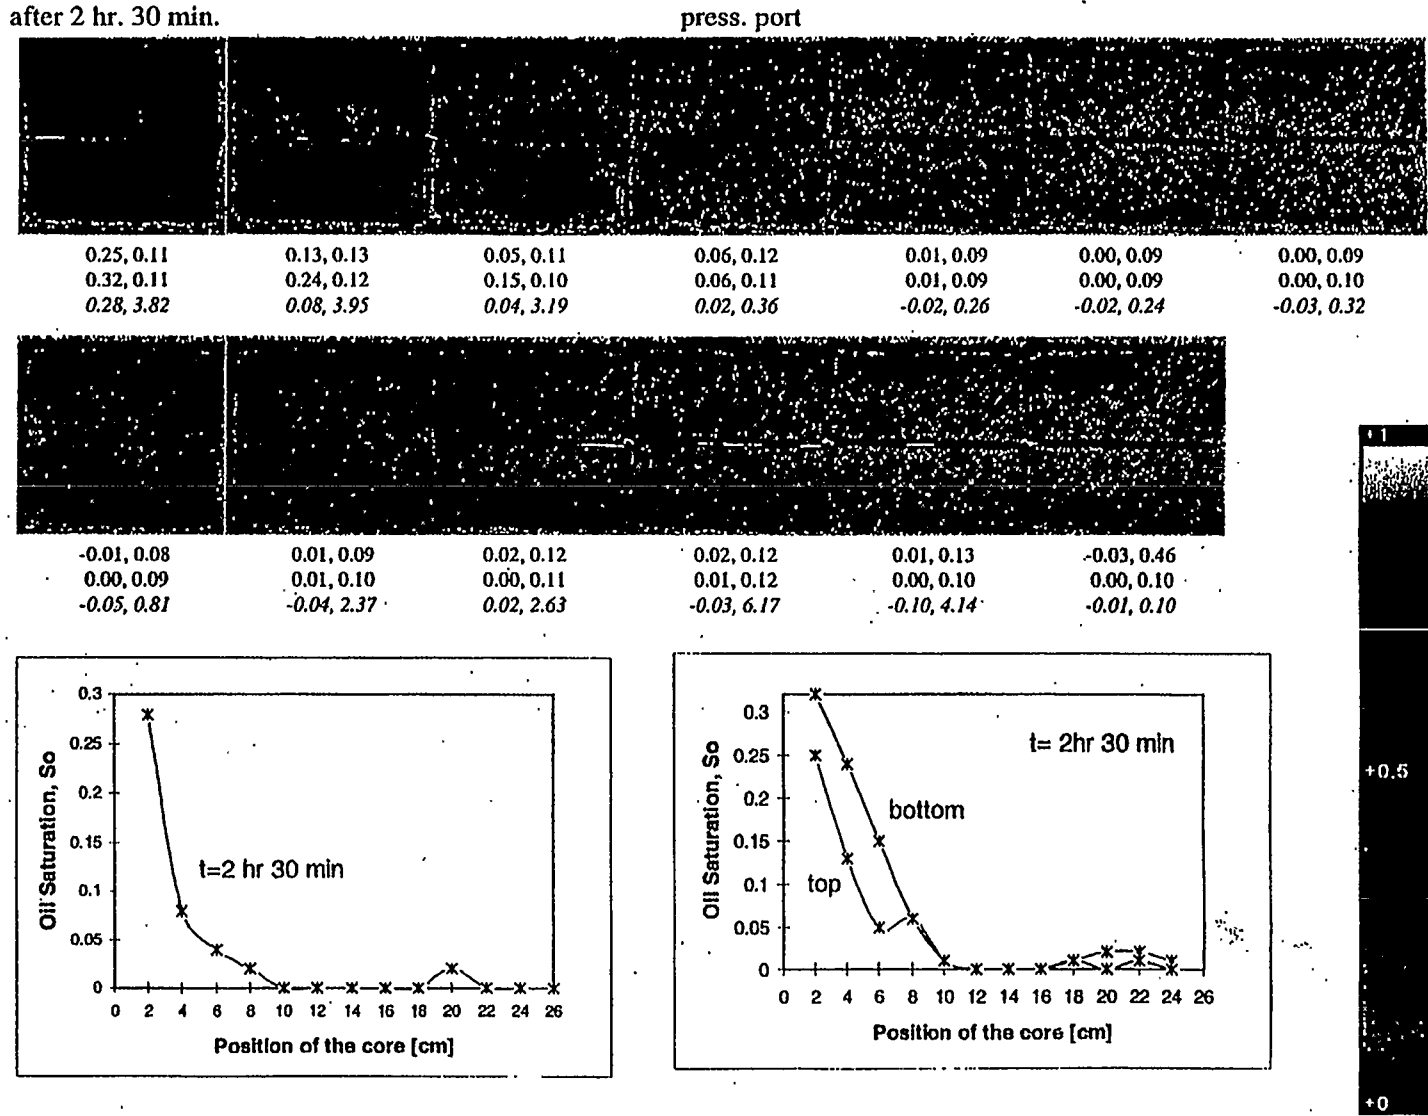 after 2 hr. 30 min.
press. port
0.25, 0.11 0.13, 0.13 0.05, 0.11 0.06, 0.12 0.01, 0.09 0.00, 0.09 0.00, 0.09
0.32, 0.11 0.24, 0.12 0.15, 0.10 0.06, 0.11 0.01, 0.09 0.00, 0.09 0.00, 0.10
0.28, 3.82 0.08, 3.95 0.04, 3.19 0.02, 0.36 -0.02, 0.26 -0.02, 0.24 -0.03, 0.32
-0.01, 0.08 0.01, 0.09 0.02, 0.12 0.02, 0.12 0.01, 0.13 -0.03, 0.46
0.00, 0.09 0.01, 0.10 0.00, 0.11 0.01, 0.12 0.00, 0.10 0.00, 0.10
-0.05, 0.81 -0.04, 2.37 0.02, 2.63 -0.03, 6.17 -0.10, 4.14 -0.01, 0.10
Oil Saturation, So
0.3
0.25
0.2
0.15
0.1
0.05
0
t=2 hr 30 min
0 2 4 6 8 10 12 14 16 18 20 22 24 26
Position of the core [cm]
Oil Saturation, So
0.3
0.25
0.2
0.15
0.1
0.05
0
t= 2hr 30 min
bottom
top
0 2 4 6 8 10 12 14 16 18 20 22 24 26
Position of the core [cm]
+1
+0.5
+0